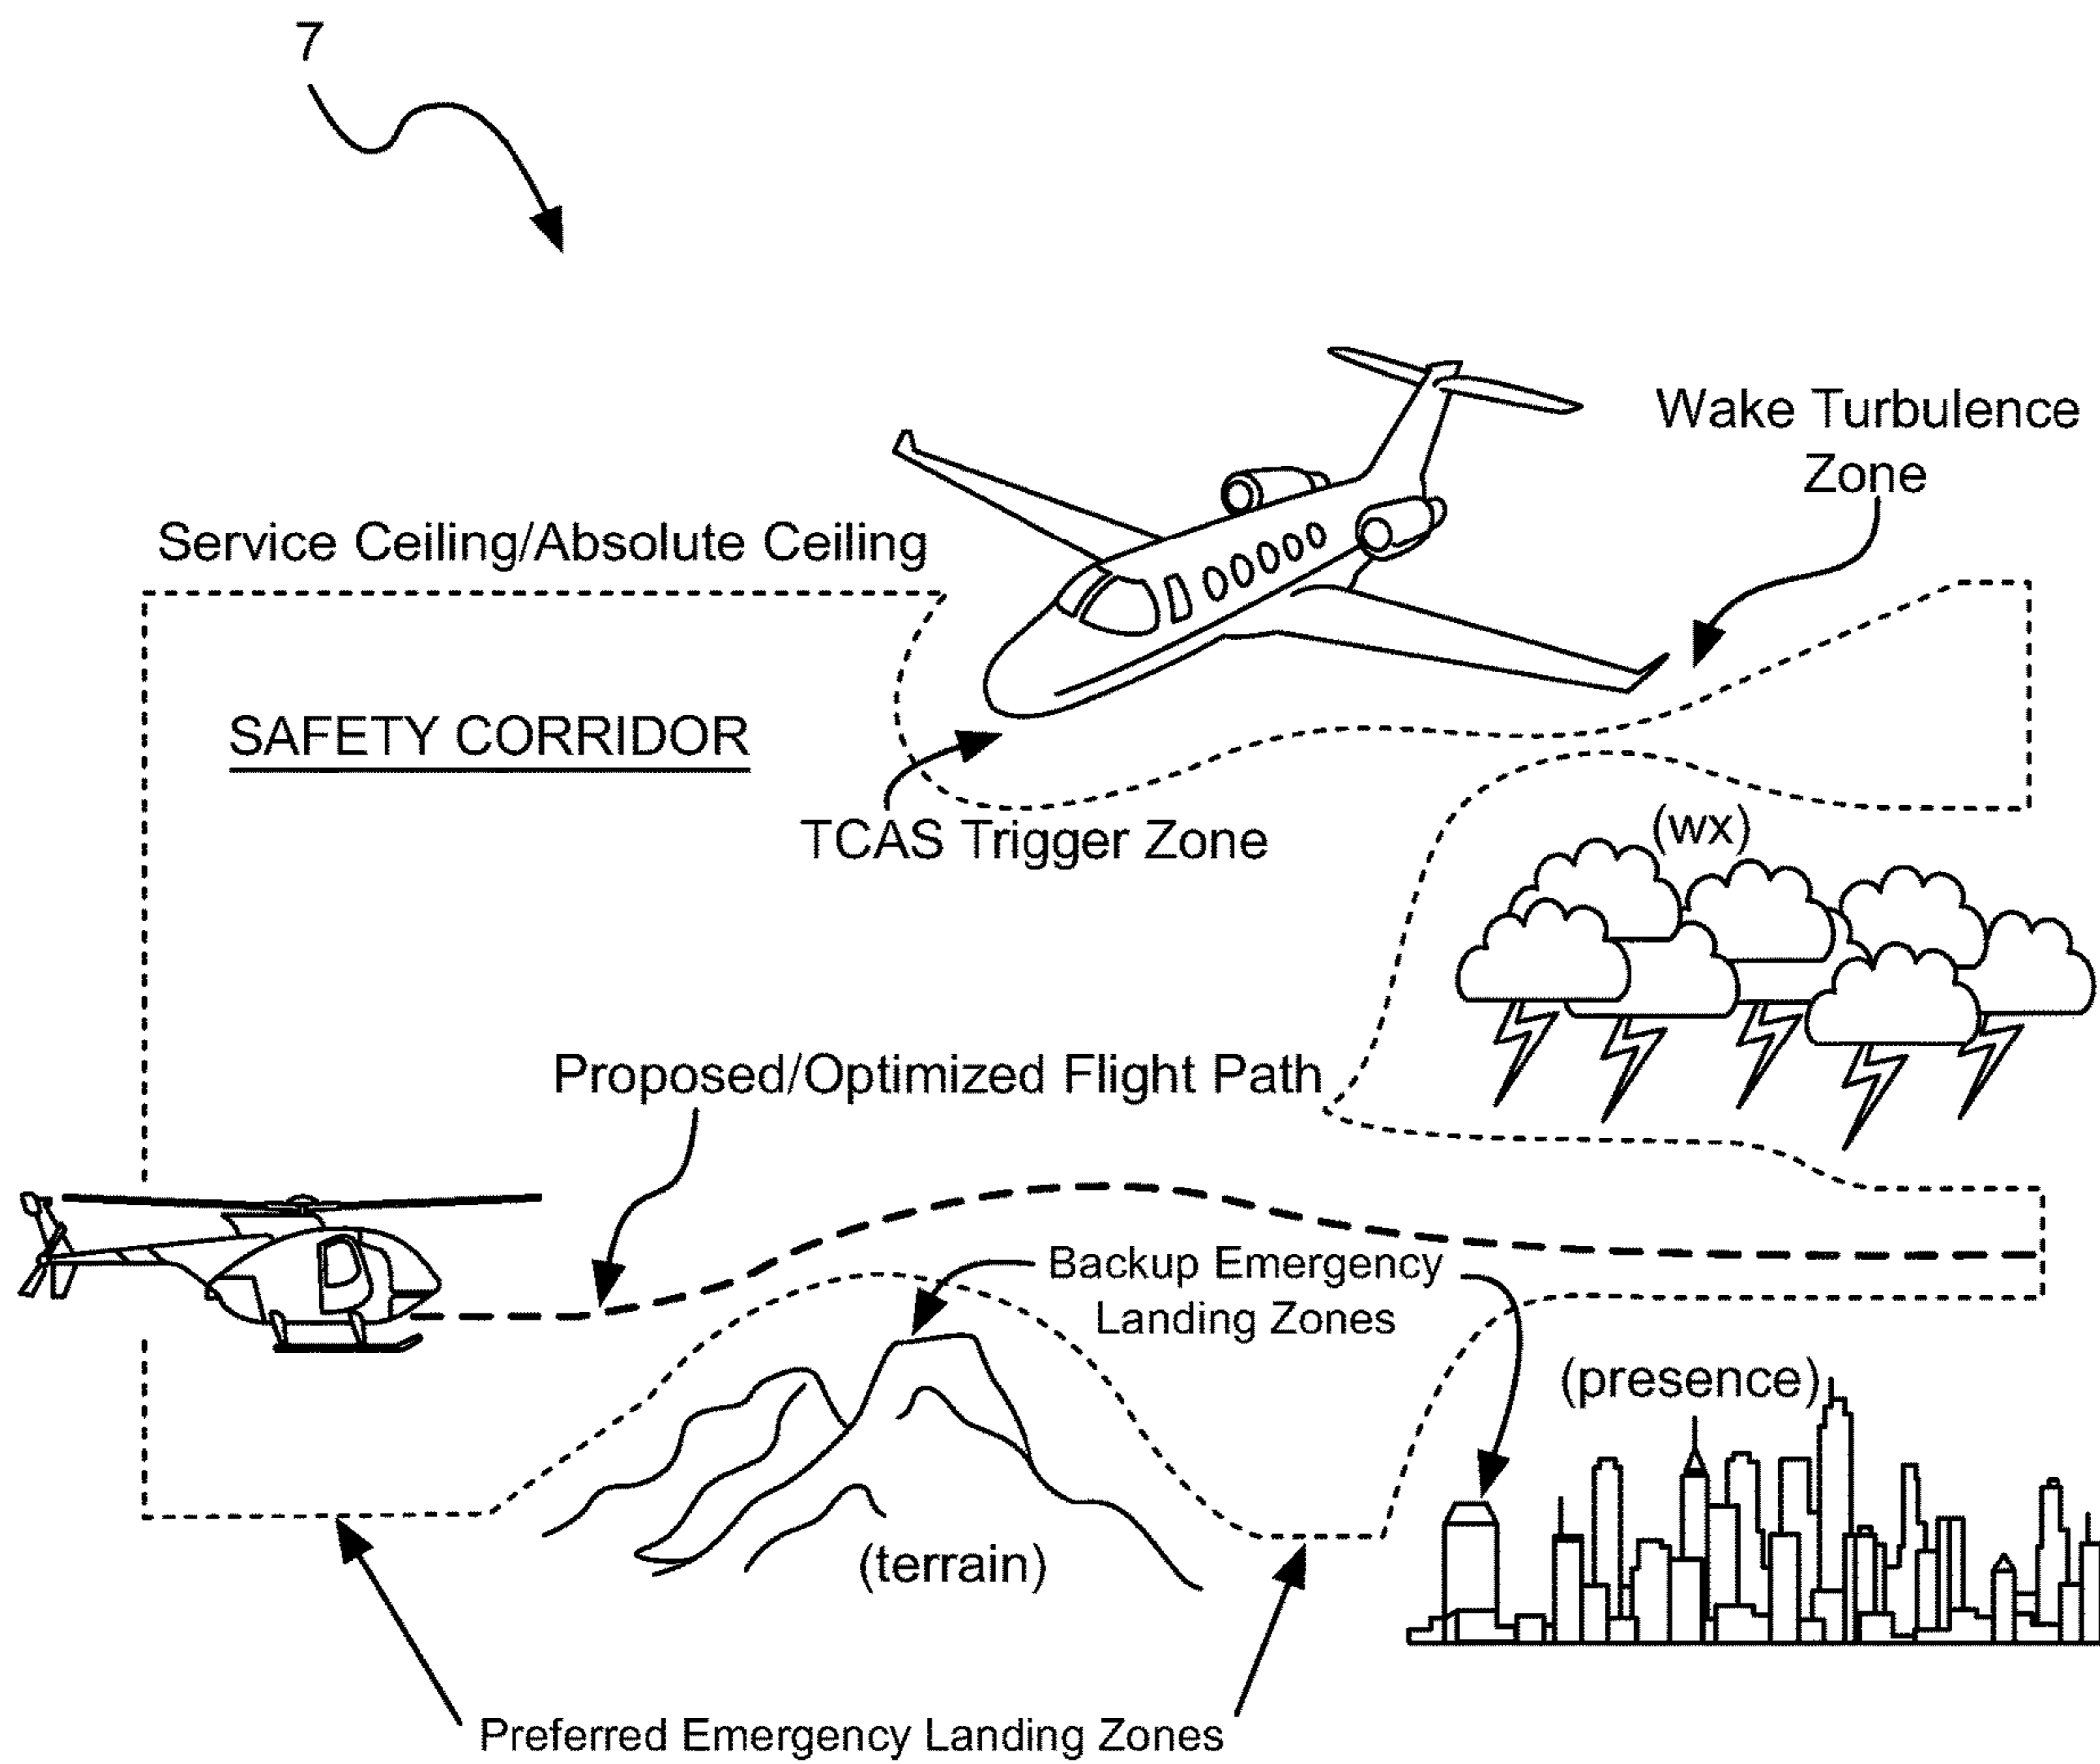 7
Wake Turbulence
Zone
Service Ceiling/Absolute Ceiling
SAFETY CORRIDOR
TCAS Trigger Zone
(wx)
Proposed/Optimized Flight Path
Backup Emergency
Landing Zones
(presence)
(terrain)
Preferred Emergency Landing Zones